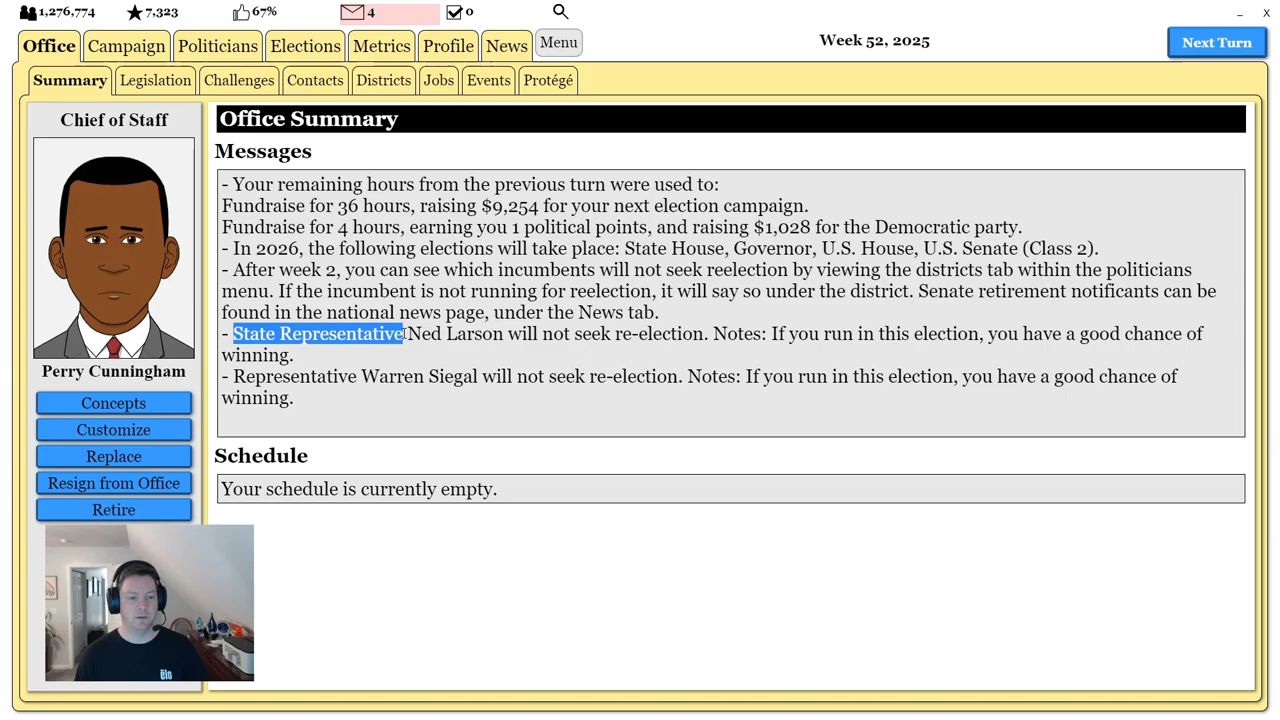 1,276,774 7,323 67% 4 0
_ X
Office Campaign Politicians Elections Metrics Profile News Menu
Week 52, 2025
Next Turn
Summary Legislation Challenges Contacts Districts Jobs Events Protégé
Chief of Staff
Perry Cunningham
Concepts
Customize
Replace
Resign from Office
Retire
Office Summary
Messages
- Your remaining hours from the previous turn were used to:
Fundraise for 36 hours, raising $9,254 for your next election campaign.
Fundraise for 4 hours, earning you 1 political points, and raising $1,028 for the Democratic party.
- In 2026, the following elections will take place: State House, Governor, U.S. House, U.S. Senate (Class 2).
- After week 2, you can see which incumbents will not seek reelection by viewing the districts tab within the politicians
menu. If the incumbent is not running for reelection, it will say so under the district. Senate retirement notificants can be
found in the national news page, under the News tab.
- State Representative Ned Larson will not seek re-election. Notes: If you run in this election, you have a good chance of
winning.
- Representative Warren Siegal will not seek re-election. Notes: If you run in this election, you have a good chance of
winning.
Schedule
Your schedule is currently empty.
ēlo